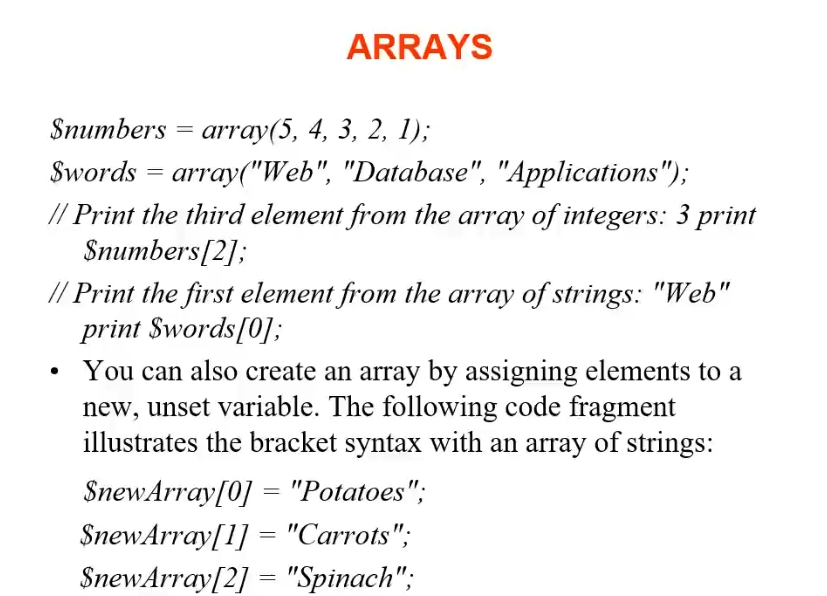 ARRAYS
$numbers = array(5, 4, 3, 2, 1);
$words = array("Web", "Database", "Applications");
// Print the third element from the array of integers: 3 print
$numbers[2];
// Print the first element from the array of strings: "Web"
print $words[0];
• You can also create an array by assigning elements to a
new, unset variable. The following code fragment
illustrates the bracket syntax with an array of strings:
$newArray[0] = "Potatoes";
$newArray[1] = "Carrots";
$newArray[2] = "Spinach";